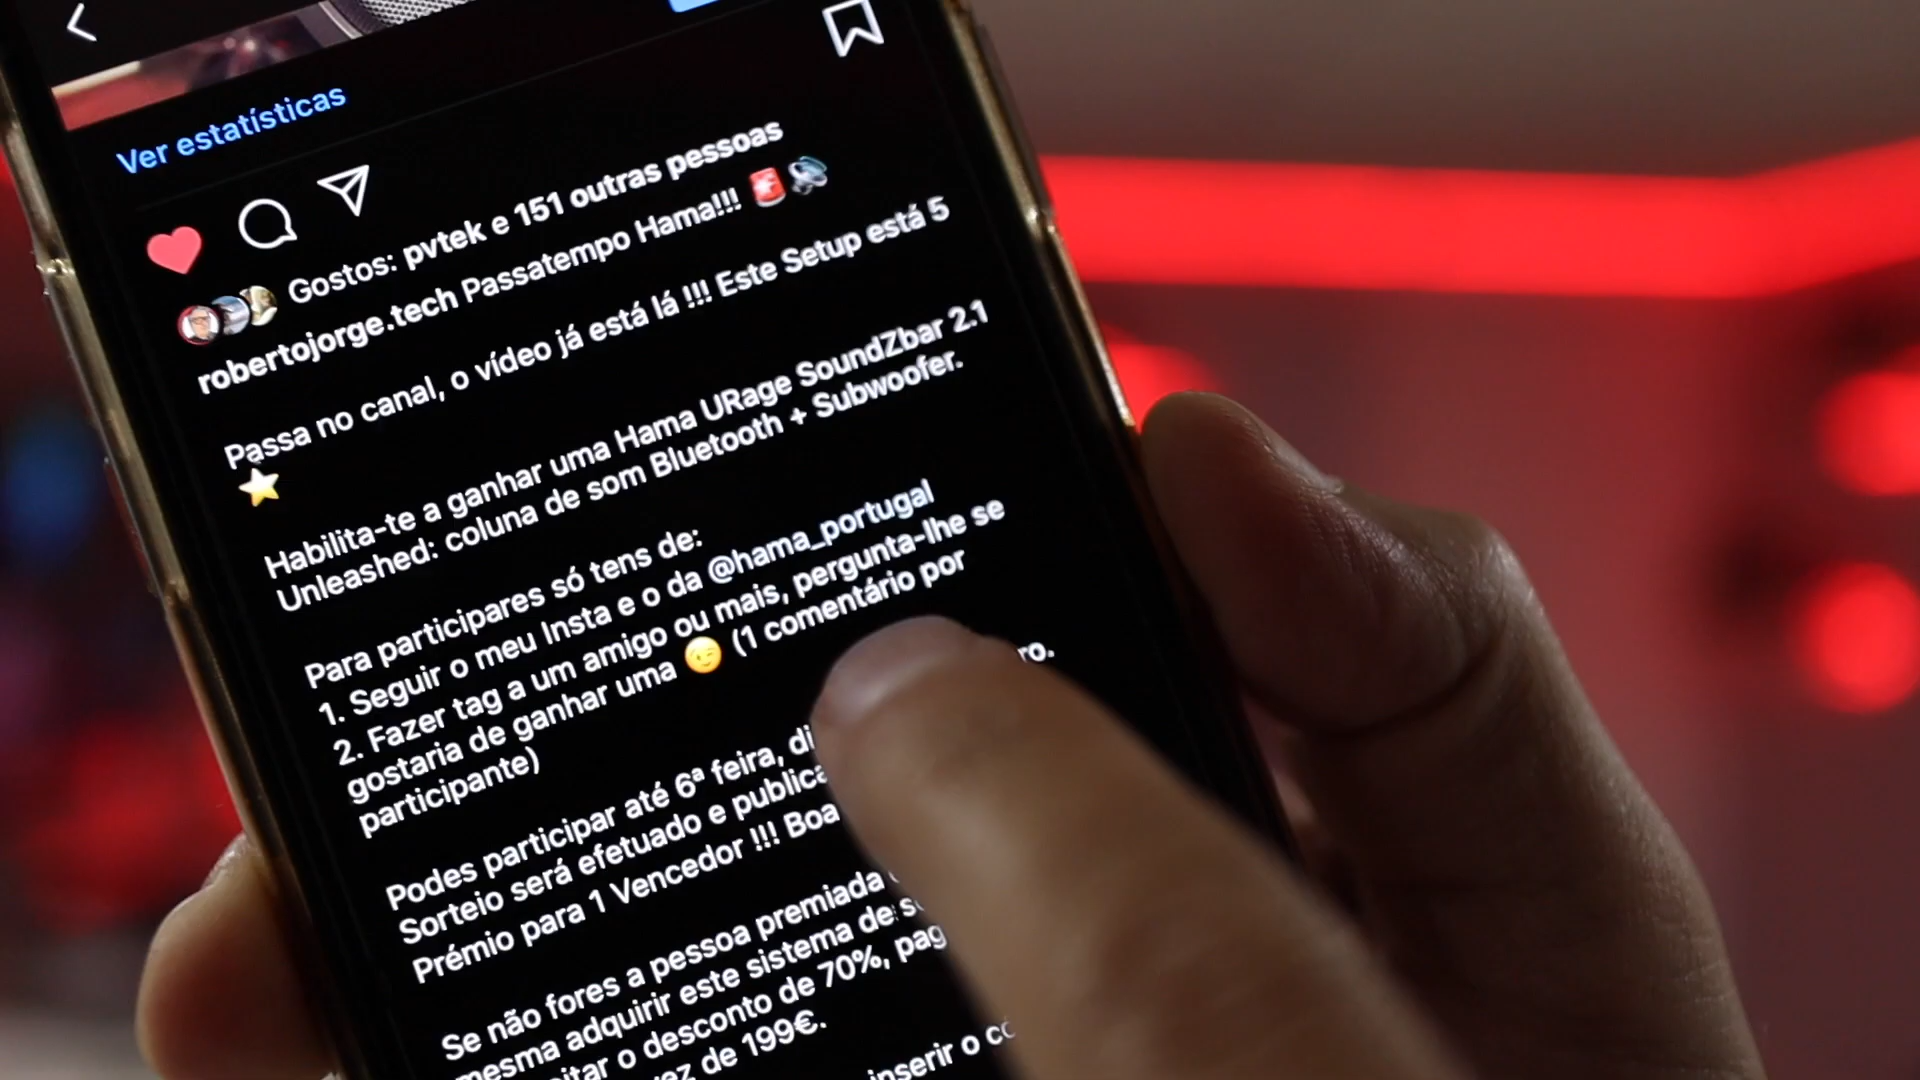 Ver estatísticas
Gostos: pvtek e 151 outras pessoas
robertojorge.tech Passatempo Hama!!! 🚨🔊
Passa no canal, o vídeo já está lá !!! Este Setup está 5
⭐
Habilita-te a ganhar uma Hama URage SoundZbar 2.1
Unleashed: coluna de som Bluetooth + Subwoofer.
Para participares só tens de:
1. Seguir o meu Insta e o da @hama_portugal
2. Fazer tag a um amigo ou mais, pergunta-lhe se
gostaria de ganhar uma 😉 (1 comentário por
participante)
Podes participar até 6ª feira,
Sorteio será efetuado e
Prémio para 1 Vencedor !!! Boa
Se não fores a pessoa premiada
mesma adquirir este sistema de
o desconto de 70%,
de 199€.
inserir o